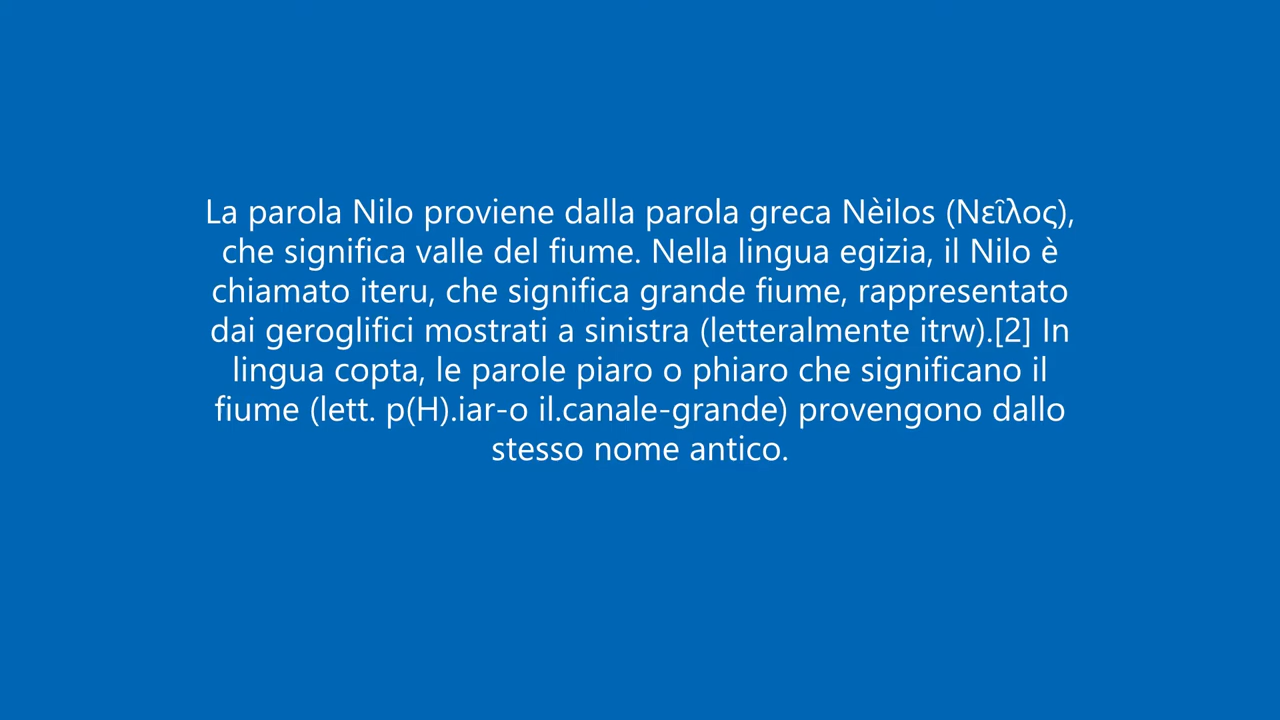 La parola Nilo proviene dalla parola greca Nèilos (Νεῖλος),
che significa valle del fiume. Nella lingua egizia, il Nilo è
chiamato iteru, che significa grande fiume, rappresentato
dai geroglifici mostrati a sinistra (letteralmente itrw).[2] In
lingua copta, le parole piaro o phiaro che significano il
fiume (lett. p(H).iar-o il.canale-grande) provengono dallo
stesso nome antico.